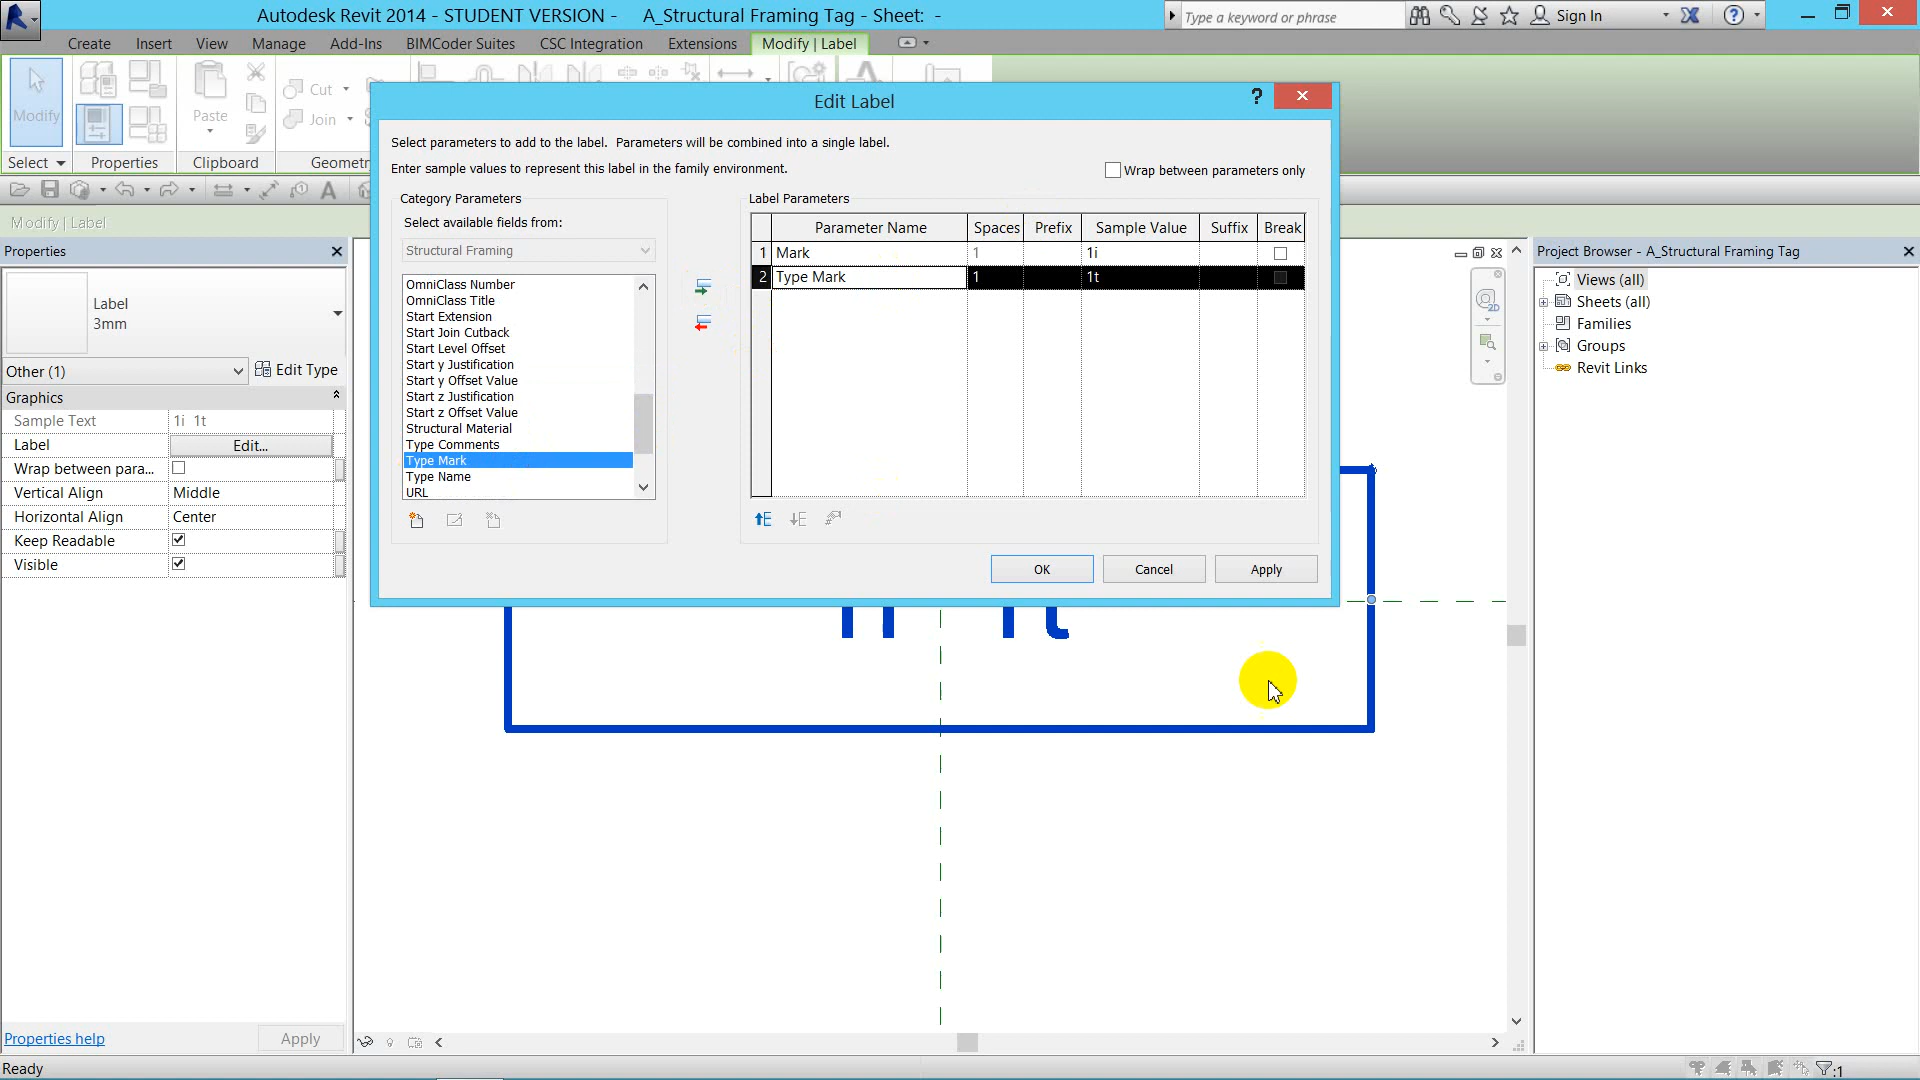 Autodesk Revit 2014 - STUDENT VERSION - A_Structural Framing Tag - Sheet: -
Type a keyword or phrase
Sign In
Create Insert View Manage Add-Ins BIMCoder Suites CSC Integration Extensions Modify | Label
Modify
Paste
Cut
Join
Select Properties Clipboard Geometr
Modify | Label
Properties
Label
3mm
Other (1) Edit Type
Graphics
Sample Text 1i 1t
Label Edit...
Wrap between para...
Vertical Align Middle
Horizontal Align Center
Keep Readable
Visible
Properties help Apply
Ready
Edit Label
Select parameters to add to the label. Parameters will be combined into a single label.
Enter sample values to represent this label in the family environment.
Wrap between parameters only
Category Parameters
Select available fields from:
Structural Framing
OmniClass Number
OmniClass Title
Start Extension
Start Join Cutback
Start Level Offset
Start y Justification
Start y Offset Value
Start z Justification
Start z Offset Value
Structural Material
Type Comments
Type Mark
Type Name
URL
Label Parameters
Parameter Name Spaces Prefix Sample Value Suffix Break
1 Mark 1 1i
2 Type Mark 1 1t
OK Cancel Apply
2D
Project Browser - A_Structural Framing Tag
Views (all)
Sheets (all)
Families
Groups
Revit Links
:1